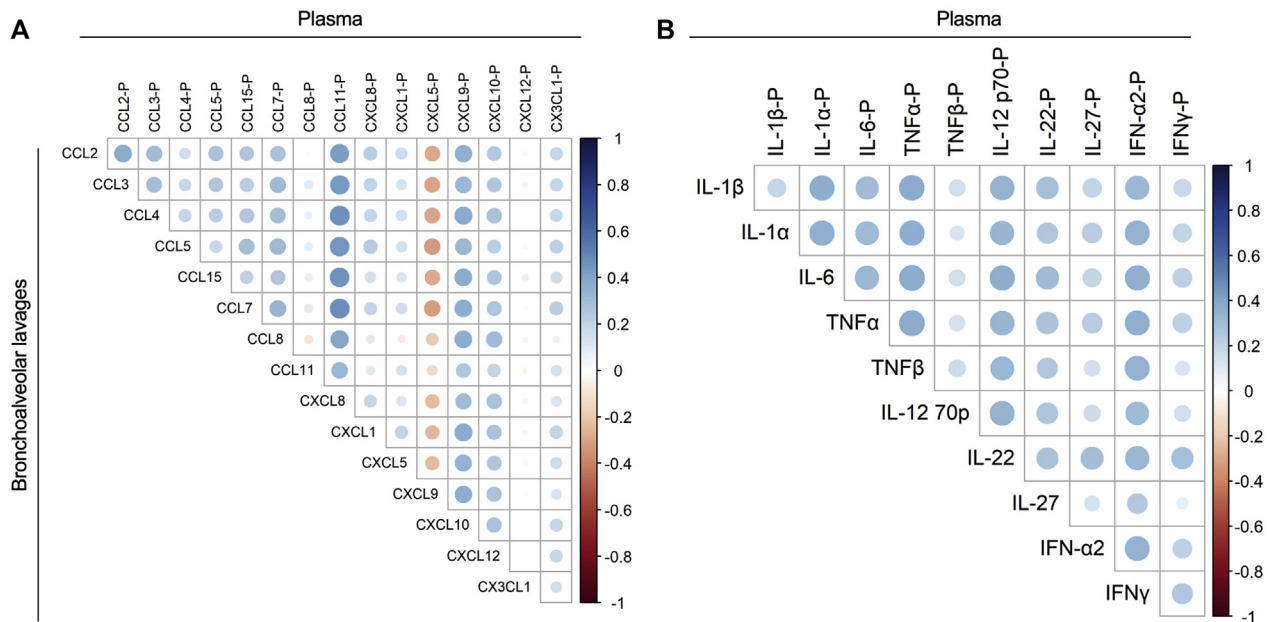 A
Plasma
CCL2-P
CCL3-P
CCL4-P
CCL5-P
CCL15-P
CCL7-P
CCL8-P
CCL11-P
CXCL8-P
CXCL1-P
CXCL5-P
CXCL9-P
CXCL10-P
CXCL12-P
CX3CL1-P
Bronchoalveolar lavages
CCL2
CCL3
CCL4
CCL5
CCL15
CCL7
CCL8
CCL11
CXCL8
CXCL1
CXCL5
CXCL9
CXCL10
CXCL12
CX3CL1
1
0.8
0.6
0.4
0.2
0
-0.2
-0.4
-0.6
-0.8
-1
B
Plasma
IL-1β-P
IL-1α-P
IL-6-P
TNFα-P
TNFβ-P
IL-12 p70-P
IL-22-P
IL-27-P
IFN-α2-P
IFNγ-P
IL-1β
IL-1α
IL-6
TNFα
TNFβ
IL-12 70p
IL-22
IL-27
IFN-α2
IFNγ
1
0.8
0.6
0.4
0.2
0
-0.2
-0.4
-0.6
-0.8
-1